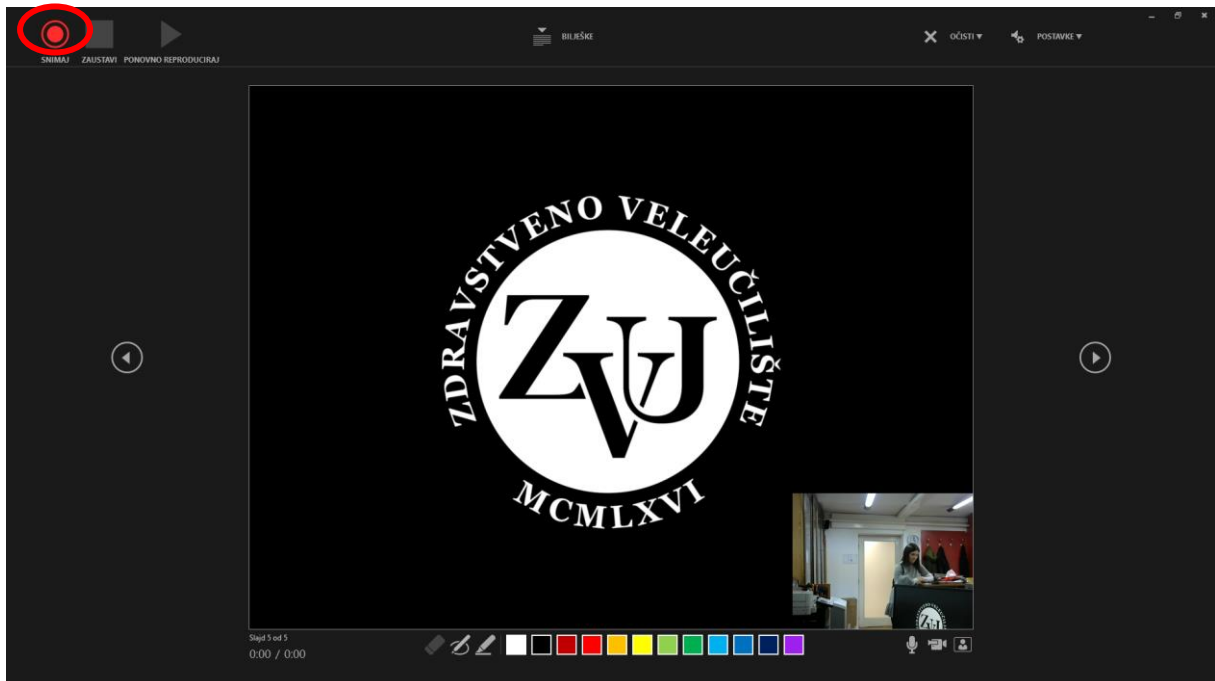 BILJEŠKE
OČISTI
POSTAVKE
SNIMAJ ZAUSTAVI PONOVNO REPRODUCIRAJ
ZDRAVSTVENO VELEUČILIŠTE
ZVU
MCMLXVI
ZVU
Slajd 5 od 5
0:00 / 0:00